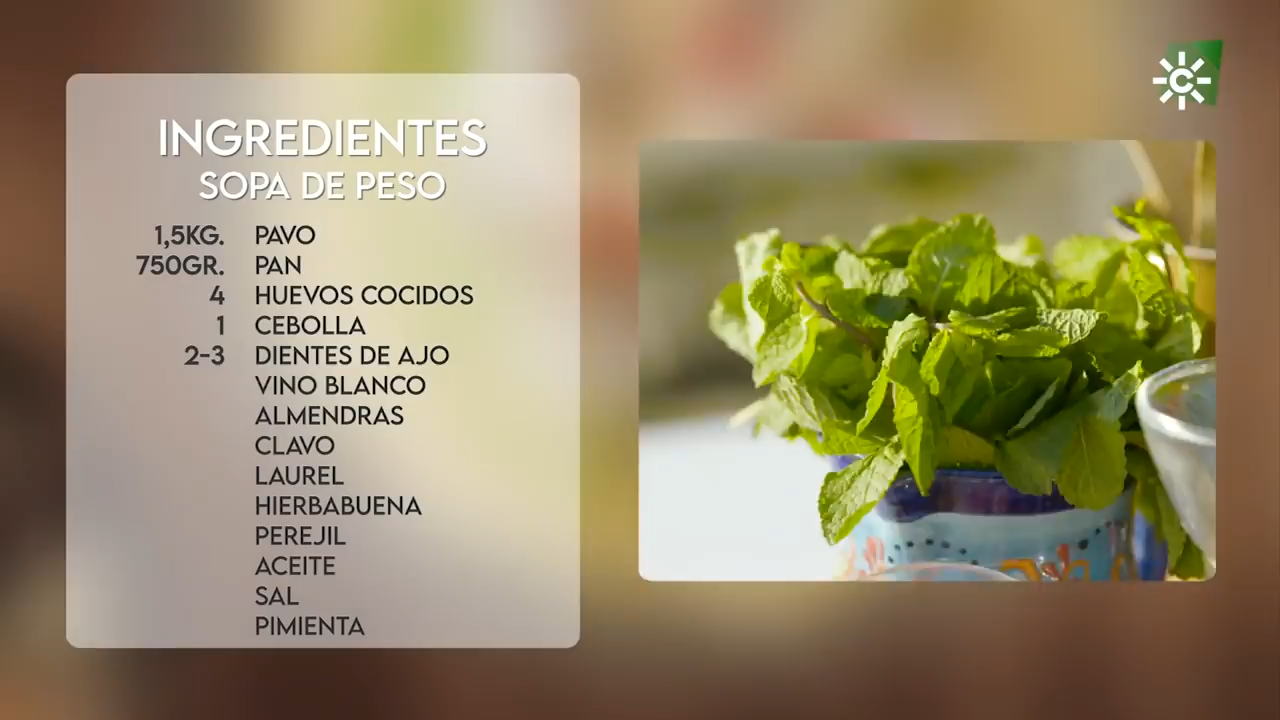 INGREDIENTES
SOPA DE PESO
1,5KG. PAVO
750GR. PAN
4 HUEVOS COCIDOS
1 CEBOLLA
2-3 DIENTES DE AJO
VINO BLANCO
ALMENDRAS
CLAVO
LAUREL
HIERBABUENA
PEREJIL
ACEITE
SAL
PIMIENTA
C